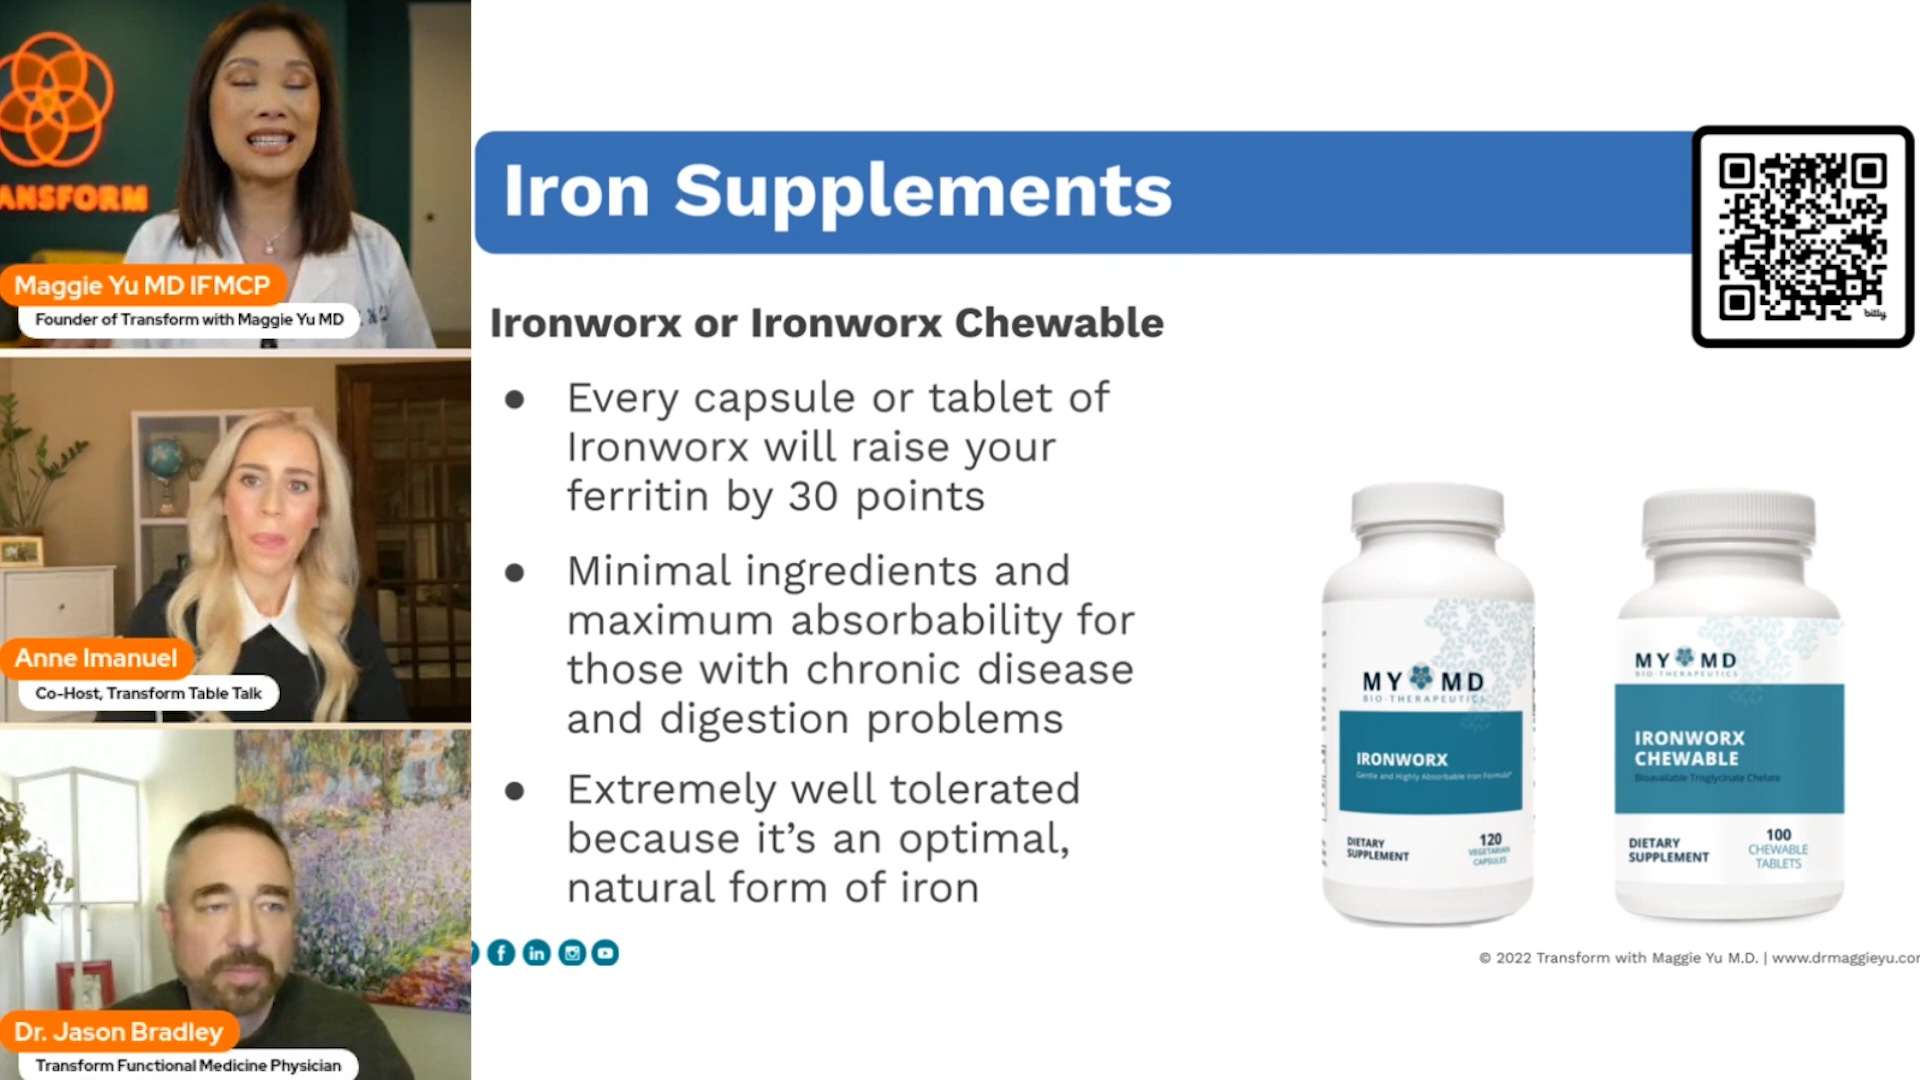 ANSFORM
Maggie Yu MD IFMCP
Founder of Transform with Maggie Yu MD
Anne Imanuel
Co-Host, Transform Table Talk
Dr. Jason Bradley
Transform Functional Medicine Physician
Iron Supplements
bitly
Ironworx or Ironworx Chewable
● Every capsule or tablet of
Ironworx will raise your
ferritin by 30 points
● Minimal ingredients and
maximum absorbability for
those with chronic disease
and digestion problems
● Extremely well tolerated
because it’s an optimal,
natural form of iron
MY MD
BIO-THERAPEUTICS
IRONWORX
Gentle and Highly Absorbable Iron Formula*
DIETARY
SUPPLEMENT
120
VEGETARIAN
CAPSULES
MY MD
BIO-THERAPEUTICS
IRONWORX
CHEWABLE
Bioavailable Trisglycinate Chelate
DIETARY
SUPPLEMENT
100
CHEWABLE
TABLETS
© 2022 Transform with Maggie Yu M.D. | www.drmaggieyu.com